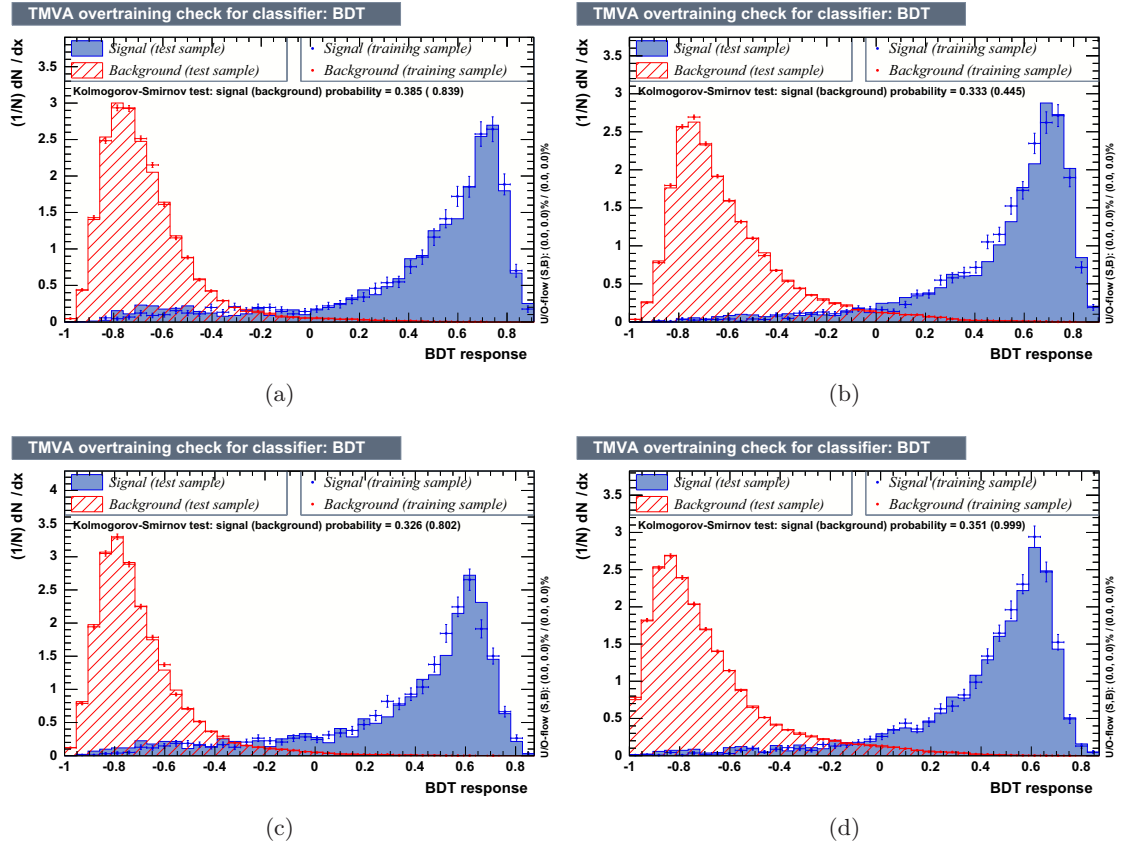 TMVA overtraining check for classifier: BDT
Signal (test sample)
Background (test sample)
Signal (training sample)
Background (training sample)
Kolmogorov-Smirnov test: signal (background) probability = 0.385 ( 0.839)
(1/N) dN / dx
3.5
3
2.5
2
1.5
1
0.5
0
-1 -0.8 -0.6 -0.4 -0.2 0 0.2 0.4 0.6 0.8
BDT response
U/O-flow (S,B): (0.0, 0.0)% / (0.0, 0.0)%
(a)
TMVA overtraining check for classifier: BDT
Signal (test sample)
Background (test sample)
Signal (training sample)
Background (training sample)
Kolmogorov-Smirnov test: signal (background) probability = 0.333 (0.445)
(1/N) dN / dx
3.5
3
2.5
2
1.5
1
0.5
0
-1 -0.8 -0.6 -0.4 -0.2 0 0.2 0.4 0.6 0.8
BDT response
U/O-flow (S,B): (0.0, 0.0)% / (0.0, 0.0)%
(b)
TMVA overtraining check for classifier: BDT
Signal (test sample)
Background (test sample)
Signal (training sample)
Background (training sample)
Kolmogorov-Smirnov test: signal (background) probability = 0.326 (0.802)
(1/N) dN / dx
4
3.5
3
2.5
2
1.5
1
0.5
0
-1 -0.8 -0.6 -0.4 -0.2 0 0.2 0.4 0.6 0.8
BDT response
U/O-flow (S,B): (0.0, 0.0)% / (0.0, 0.0)%
(c)
TMVA overtraining check for classifier: BDT
Signal (test sample)
Background (test sample)
Signal (training sample)
Background (training sample)
Kolmogorov-Smirnov test: signal (background) probability = 0.351 (0.999)
(1/N) dN / dx
3.5
3
2.5
2
1.5
1
0.5
0
-1 -0.8 -0.6 -0.4 -0.2 0 0.2 0.4 0.6 0.8
BDT response
U/O-flow (S,B): (0.0, 0.0)% / (0.0, 0.0)%
(d)